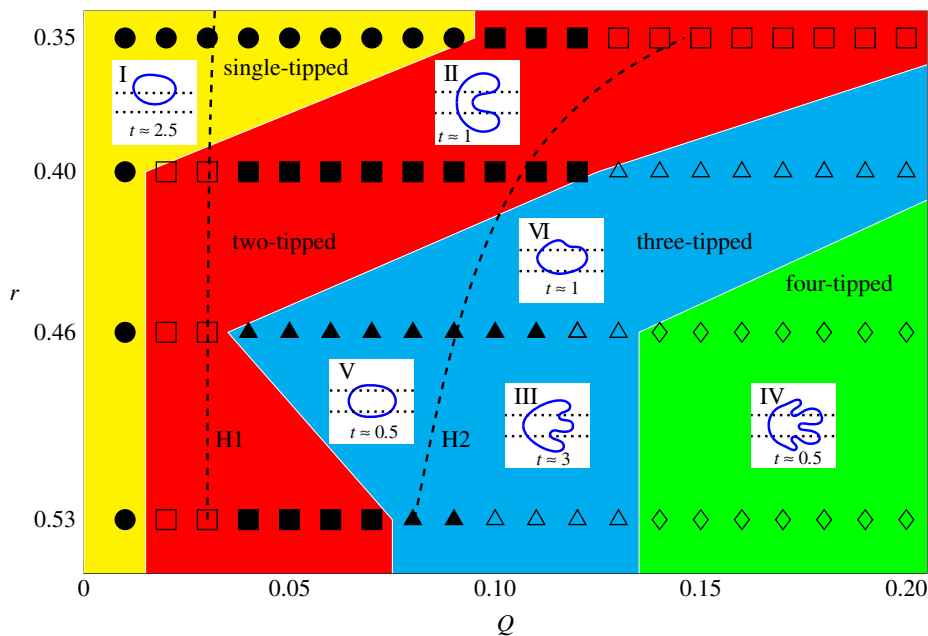 0.35
single-tipped
I
t ≈ 2.5
II
t ≈ 1
0.40
two-tipped
VI
t ≈ 1
three-tipped
four-tipped
r
0.46
V
t ≈ 0.5
III
t ≈ 3
IV
t ≈ 0.5
H1
H2
0.53
0
0.05
0.10
0.15
0.20
Q